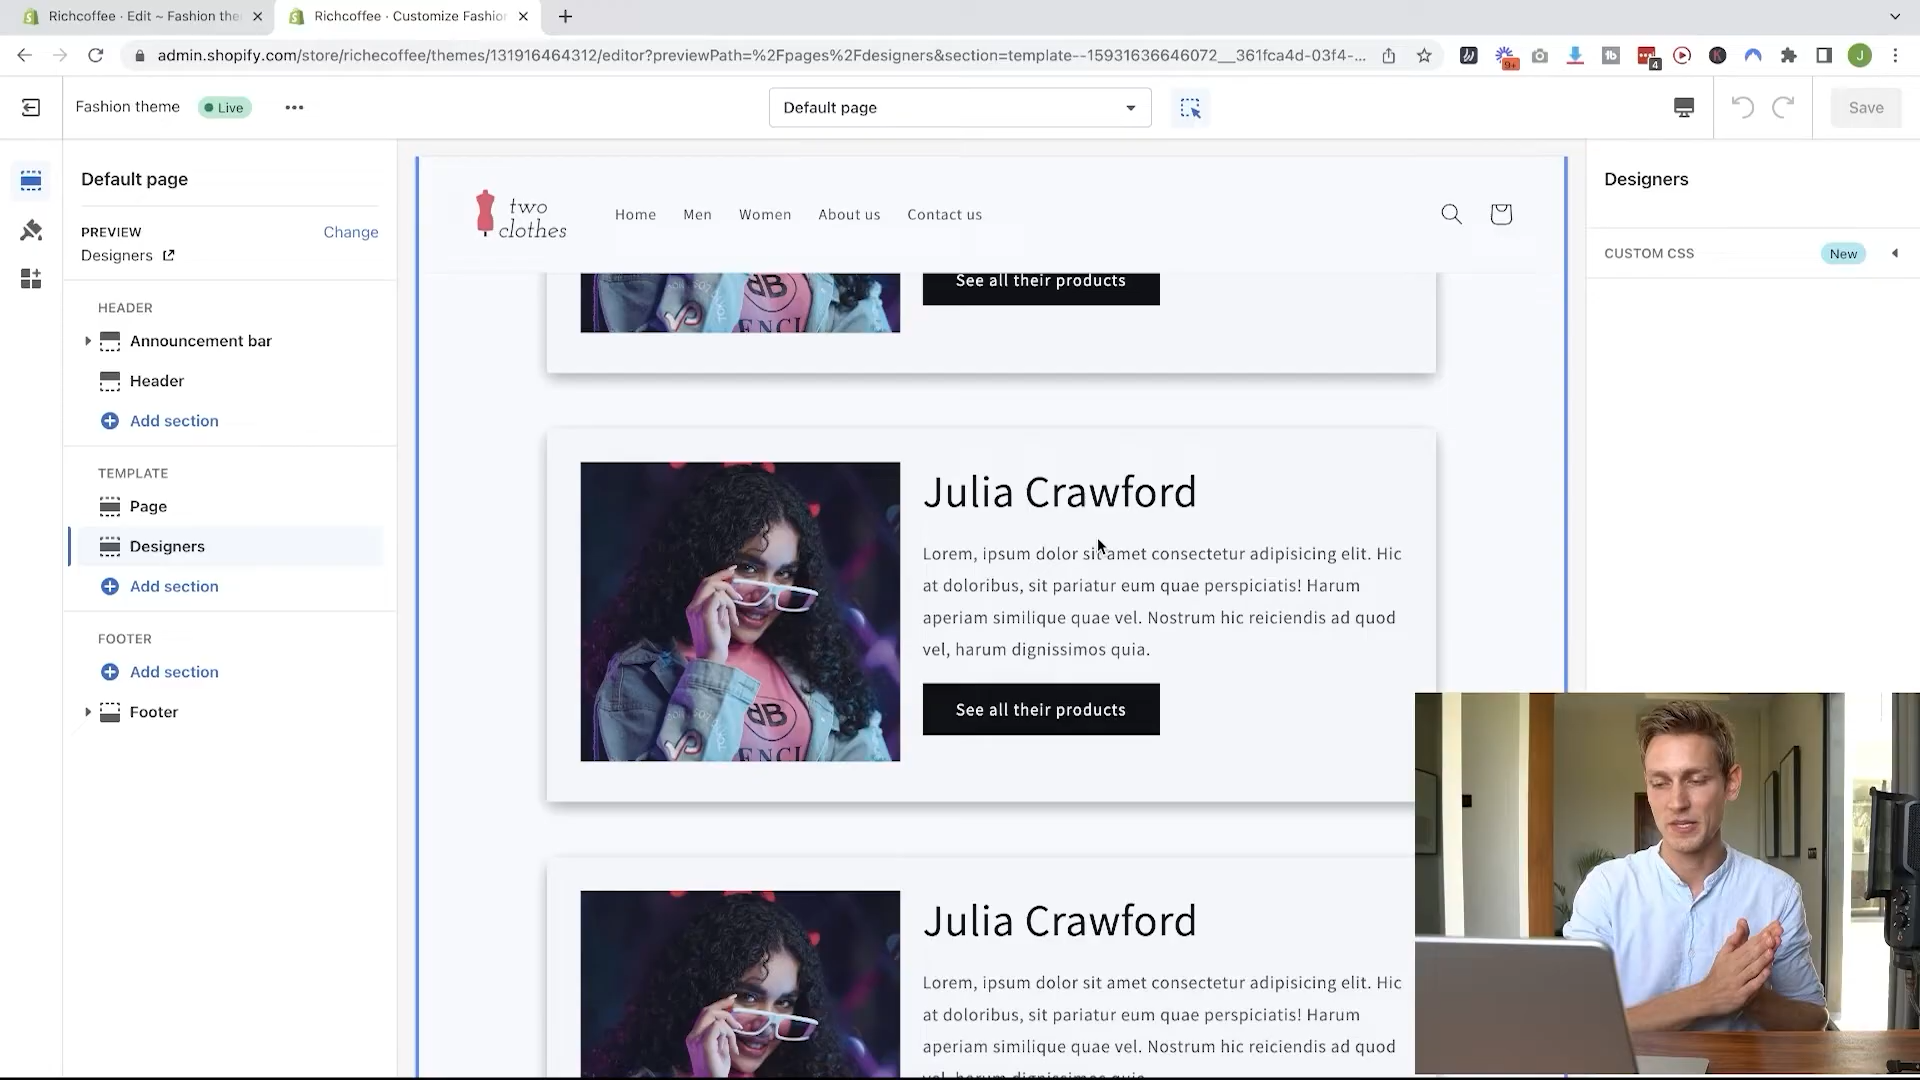 Richcoffee · Edit ~ Fashion the
Richcoffee · Customize Fashion
admin.shopify.com/store/richecoffee/themes/131916464312/editor?previewPath=%2Fpages%2Fdesigners&section=template--15931636646072__361fca4d-03f4-...
9+
tb
4
K
J
Fashion theme
Live
Default page
Save
Default page
PREVIEW
Change
Designers
HEADER
Announcement bar
Header
Add section
TEMPLATE
Page
Designers
Add section
FOOTER
Add section
Footer
two
clothes
Home
Men
Women
About us
Contact us
See all their products
Julia Crawford
Lorem, ipsum dolor sit amet consectetur adipisicing elit. Hic
at doloribus, sit pariatur eum quae perspiciatis! Harum
aperiam similique quae vel. Nostrum hic reiciendis ad quod
vel, harum dignissimos quia.
See all their products
Julia Crawford
Lorem, ipsum dolor sit amet consectetur adipisicing elit. Hic
at doloribus, sit pariatur eum quae perspiciatis! Harum
aperiam similique quae vel. Nostrum hic reiciendis ad quod
Designers
CUSTOM CSS
New